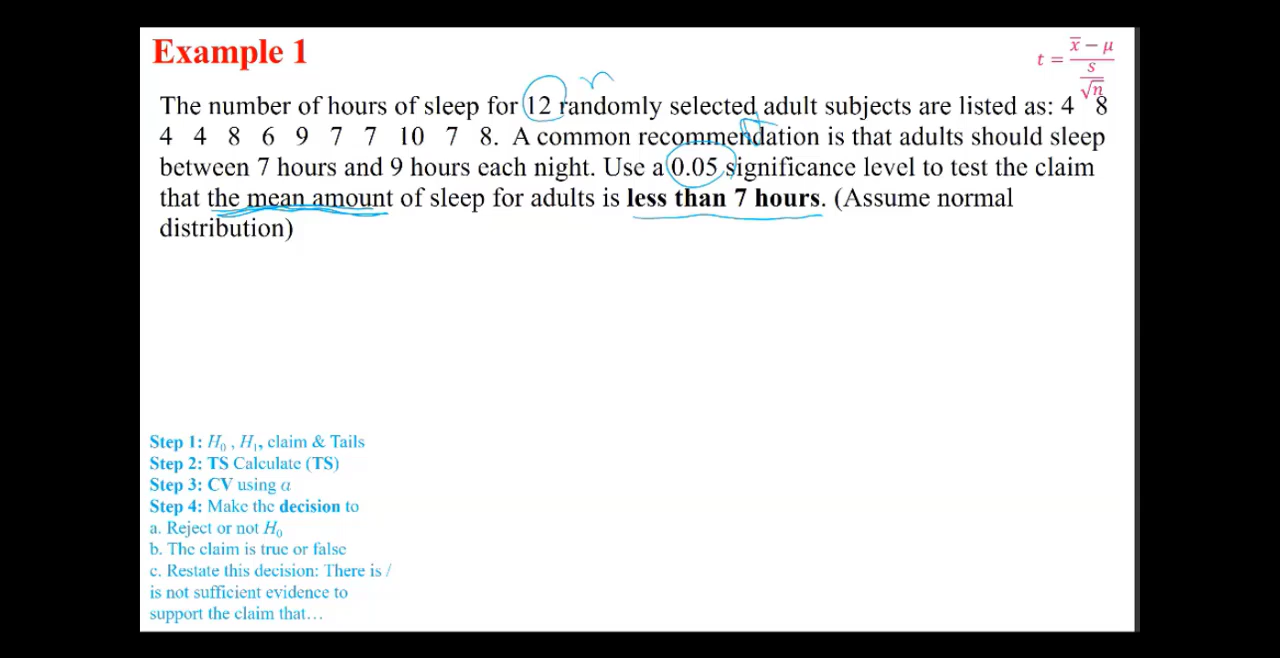 Example 1
t = x̄ − μ / s / √n
n
The number of hours of sleep for 12 randomly selected adult subjects are listed as: 4 8
4 4 8 6 9 7 7 10 7 8. A common recommendation is that adults should sleep
between 7 hours and 9 hours each night. Use a 0.05 significance level to test the claim
that the mean amount of sleep for adults is less than 7 hours. (Assume normal
distribution)
Step 1: H₀ , H₁, claim & Tails
Step 2: TS Calculate (TS)
Step 3: CV using α
Step 4: Make the decision to
a. Reject or not H₀
b. The claim is true or false
c. Restate this decision: There is /
is not sufficient evidence to
support the claim that…